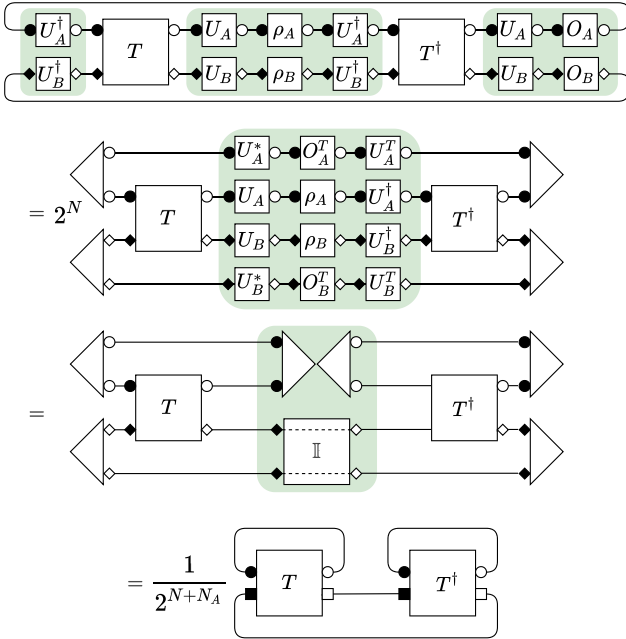 U_A^† T U_A ρ_A U_A^† T^† U_A O_A
U_B^† U_B ρ_B U_B^† U_B O_B
U_A^* O_A^T U_A^T
= 2^N T U_A ρ_A U_A^† T^†
U_B ρ_B U_B^†
U_B^* O_B^T U_B^T
= T 𝕀 T^†
= \frac{1}{2^{N+N_A}} T T^†